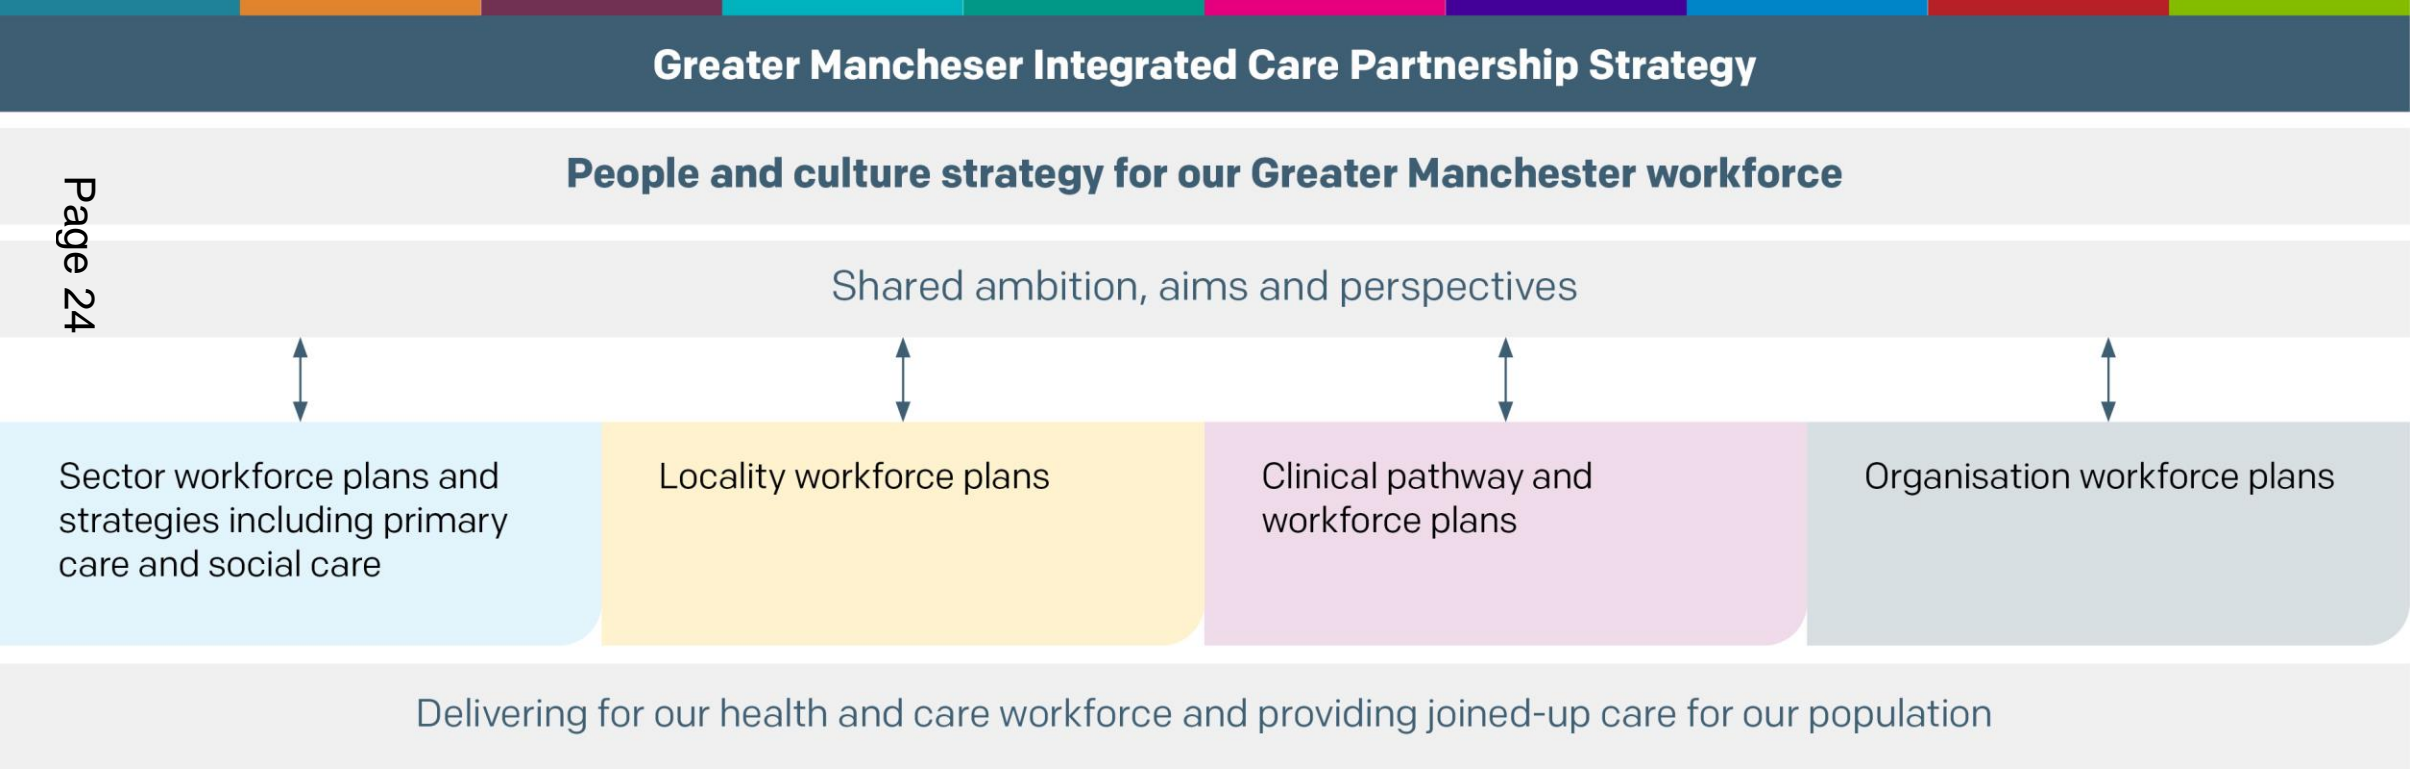 Greater Mancheser Integrated Care Partnership Strategy
People and culture strategy for our Greater Manchester workforce
Page 24
Shared ambition, aims and perspectives
Sector workforce plans and
strategies including primary
care and social care
Locality workforce plans
Clinical pathway and
workforce plans
Organisation workforce plans
Delivering for our health and care workforce and providing joined-up care for our population